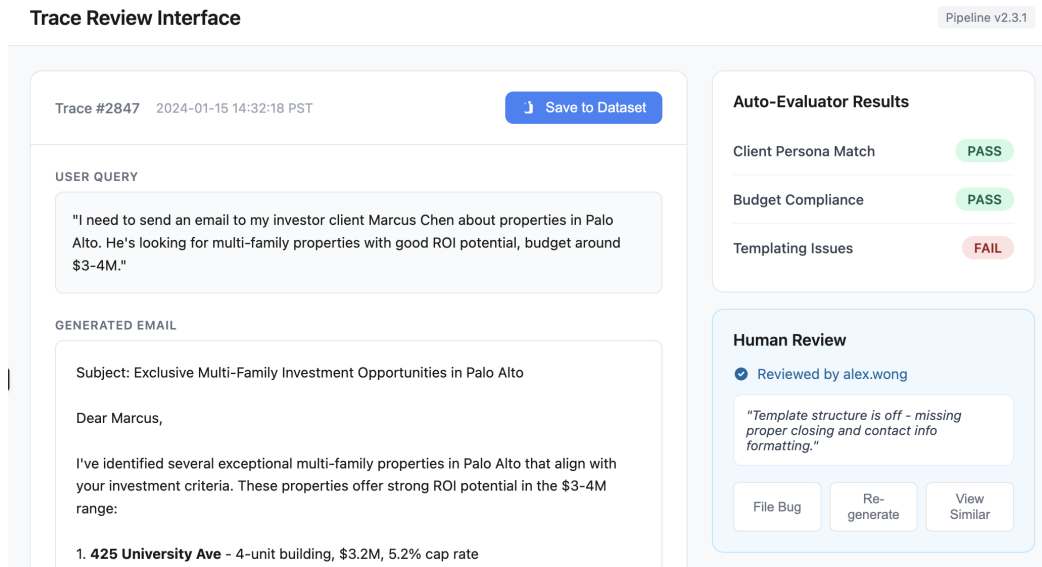 Trace Review Interface
Pipeline v2.3.1
Trace #2847 2024-01-15 14:32:18 PST
Save to Dataset
USER QUERY
"I need to send an email to my investor client Marcus Chen about properties in Palo
Alto. He's looking for multi-family properties with good ROI potential, budget around
$3-4M."
GENERATED EMAIL
Subject: Exclusive Multi-Family Investment Opportunities in Palo Alto
Dear Marcus,
I've identified several exceptional multi-family properties in Palo Alto that align with
your investment criteria. These properties offer strong ROI potential in the $3-4M
range:
1. 425 University Ave - 4-unit building, $3.2M, 5.2% cap rate
Auto-Evaluator Results
Client Persona Match PASS
Budget Compliance PASS
Templating Issues FAIL
Human Review
Reviewed by alex.wong
"Template structure is off - missing
proper closing and contact info
formatting."
File Bug
Re-
generate
View
Similar